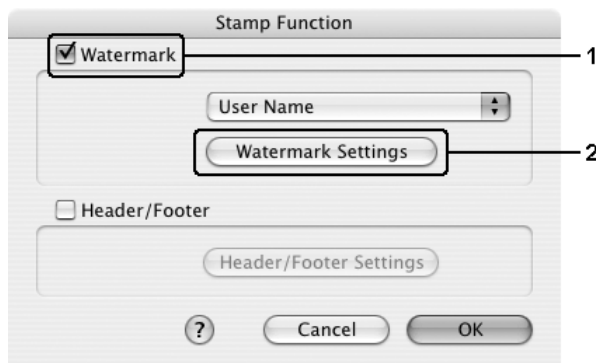 Stamp Function
Watermark
1
User Name
Watermark Settings
2
Header/Footer
Header/Footer Settings
?
Cancel
OK